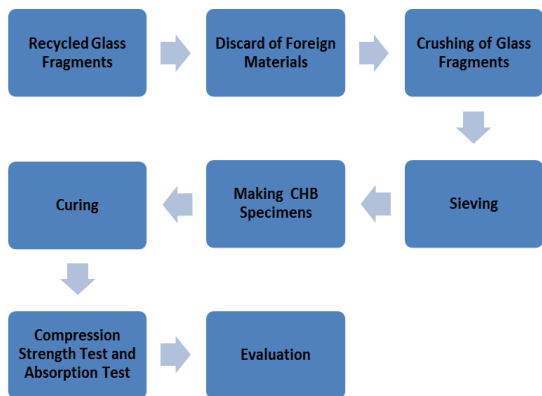 Recycled Glass
Fragments
Discard of Foreign
Materials
Crushing of Glass
Fragments
Sieving
Making CHB
Specimens
Curing
Compression
Strength Test and
Absorption Test
Evaluation